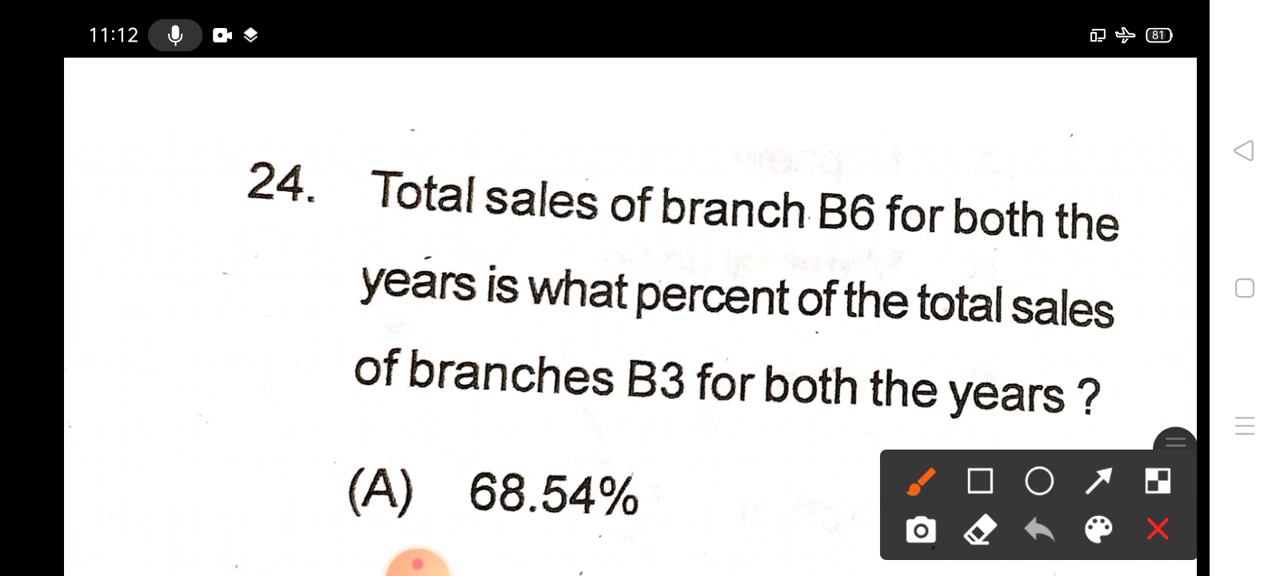 11:12
81
24. Total sales of branch B6 for both the
years is what percent of the total sales
of branches B3 for both the years ?
(A) 68.54%